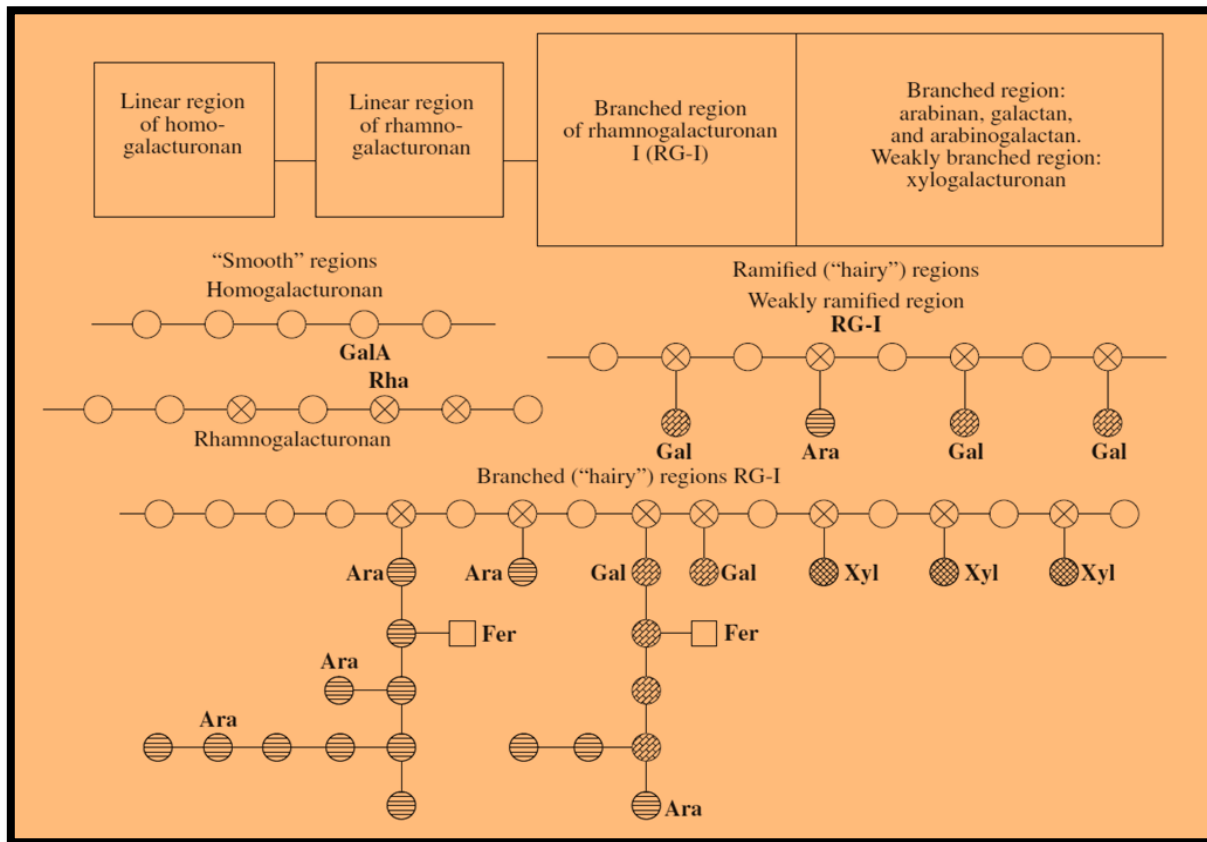 Linear region
of homo-
galacturonan
Linear region
of rhamno-
galacturonan
Branched region
of rhamnogalacturonan
I (RG-I)
Branched region:
arabinan, galactan,
and arabinogalactan.
Weakly branched region:
xylogalacturonan
“Smooth” regions
Homogalacturonan
GalA
Rha
Rhamnogalacturonan
Ramified (“hairy”) regions
Weakly ramified region
RG-I
Gal
Ara
Gal
Gal
Branched (“hairy”) regions RG-I
Ara
Ara
Gal
Gal
Xyl
Xyl
Xyl
Fer
Fer
Ara
Ara
Ara